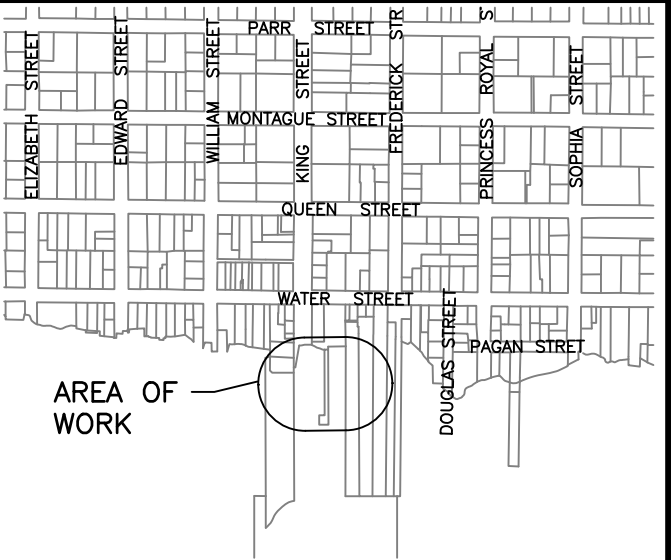 PARR STREET
ELIZABETH STREET
EDWARD STREET
WILLIAM STREET
KING STREET
FREDERICK STR
PRINCESS ROYAL S
SOPHIA STREET
MONTAGUE STREET
QUEEN STREET
WATER STREET
DOUGLAS STREET
PAGAN STRET
AREA OF
WORK